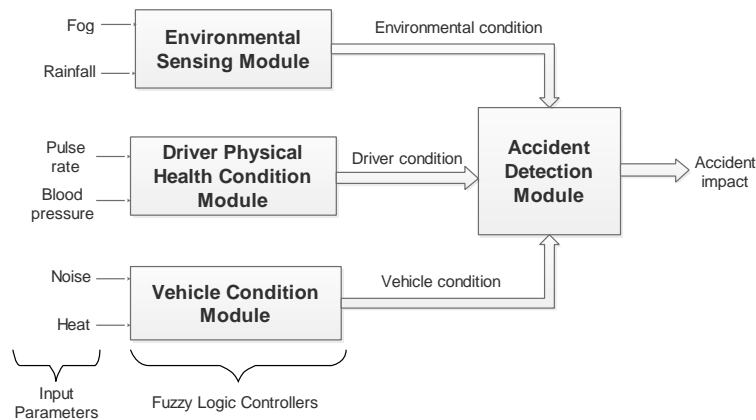 Fog
Rainfall
Environmental
Sensing Module
Environmental condition
Pulse
rate
Blood
pressure
Driver Physical
Health Condition
Module
Driver condition
Accident
Detection
Module
Accident
impact
Noise
Heat
Vehicle Condition
Module
Vehicle condition
Input
Parameters
Fuzzy Logic Controllers